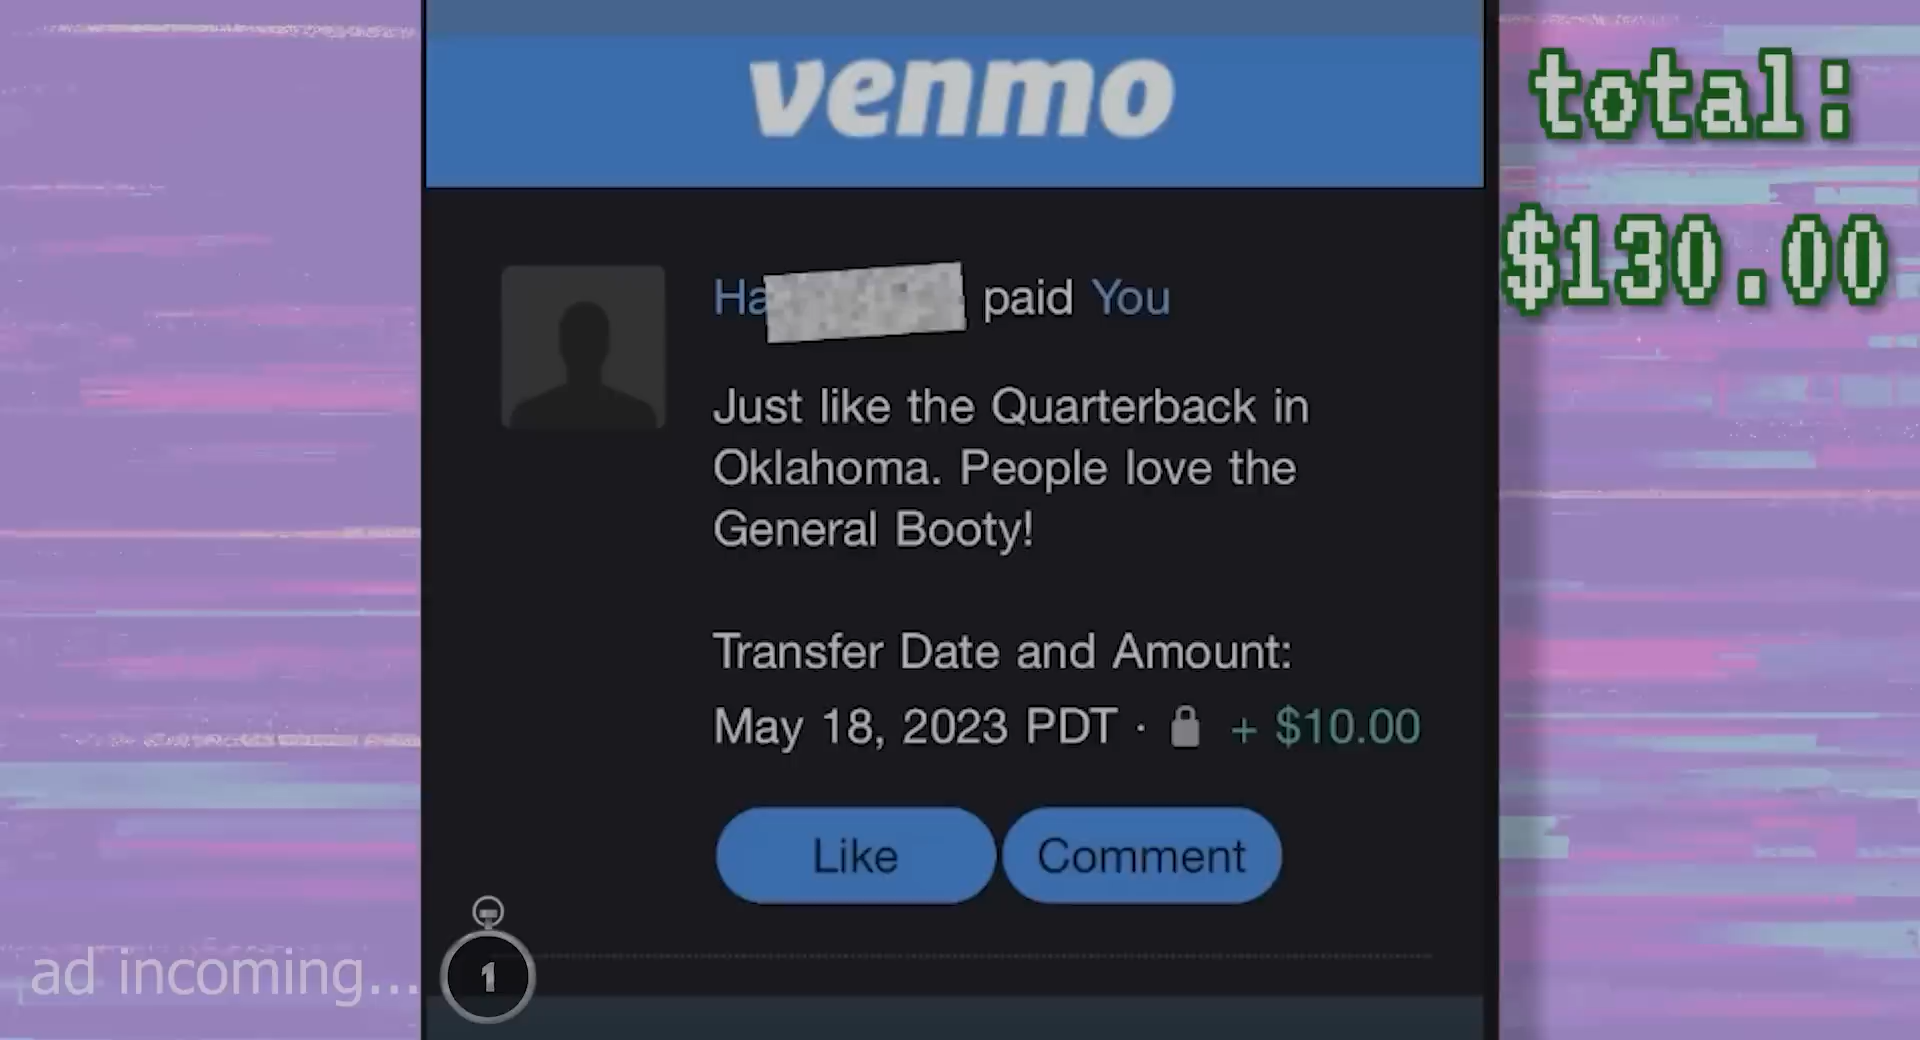 venmo
total:
$130.00
Ha paid You
Just like the Quarterback in
Oklahoma. People love the
General Booty!
Transfer Date and Amount:
May 18, 2023 PDT · + $10.00
Like Comment
ad incoming...
1